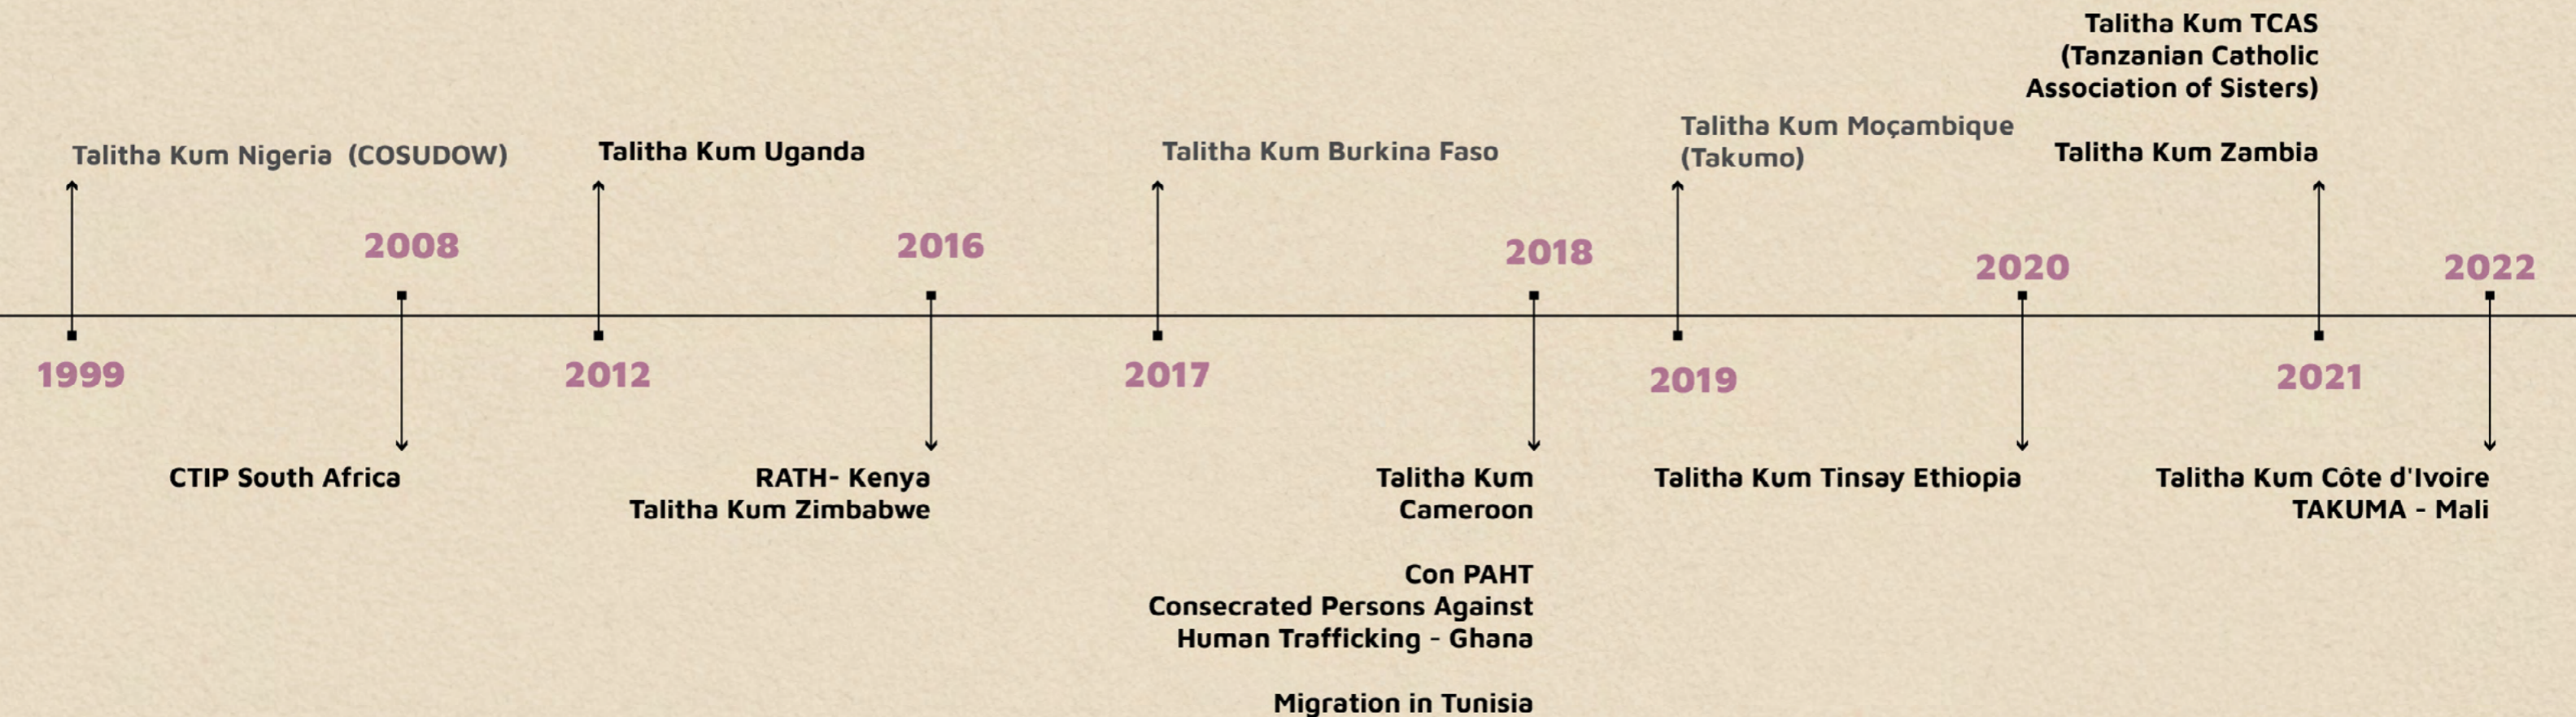 Talitha Kum TCAS
(Tanzanian Catholic
Association of Sisters)
Talitha Kum Moçambique
(Takumo)
Talitha Kum Nigeria  (COSUDOW)
Talitha Kum Uganda
Talitha Kum Burkina Faso
Talitha Kum Zambia
2008
2016
2018
2020
2022
1999
2012
2017
2019
2021
CTIP South Africa
RATH- Kenya
Talitha Kum Zimbabwe
Talitha Kum
Cameroon
Con PAHT
Consecrated Persons Against
Human Trafficking - Ghana
Migration in Tunisia
Talitha Kum Tinsay Ethiopia
Talitha Kum Côte d'Ivoire
TAKUMA - Mali